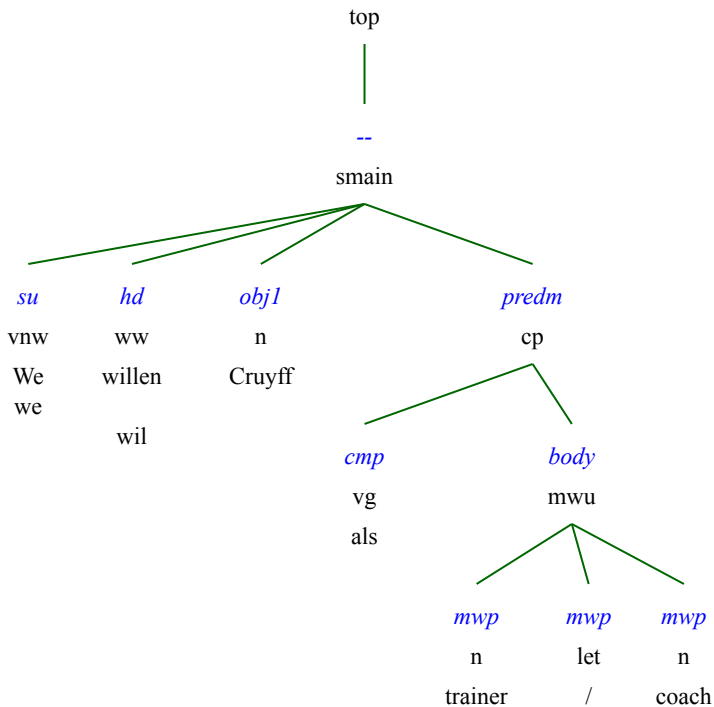 top
--
smain
su hd obj1 predm
vnw ww n cp
We willen Cruyff
we
wil
cmp body
vg mwu
als
mwp mwp mwp
n let n
trainer / coach